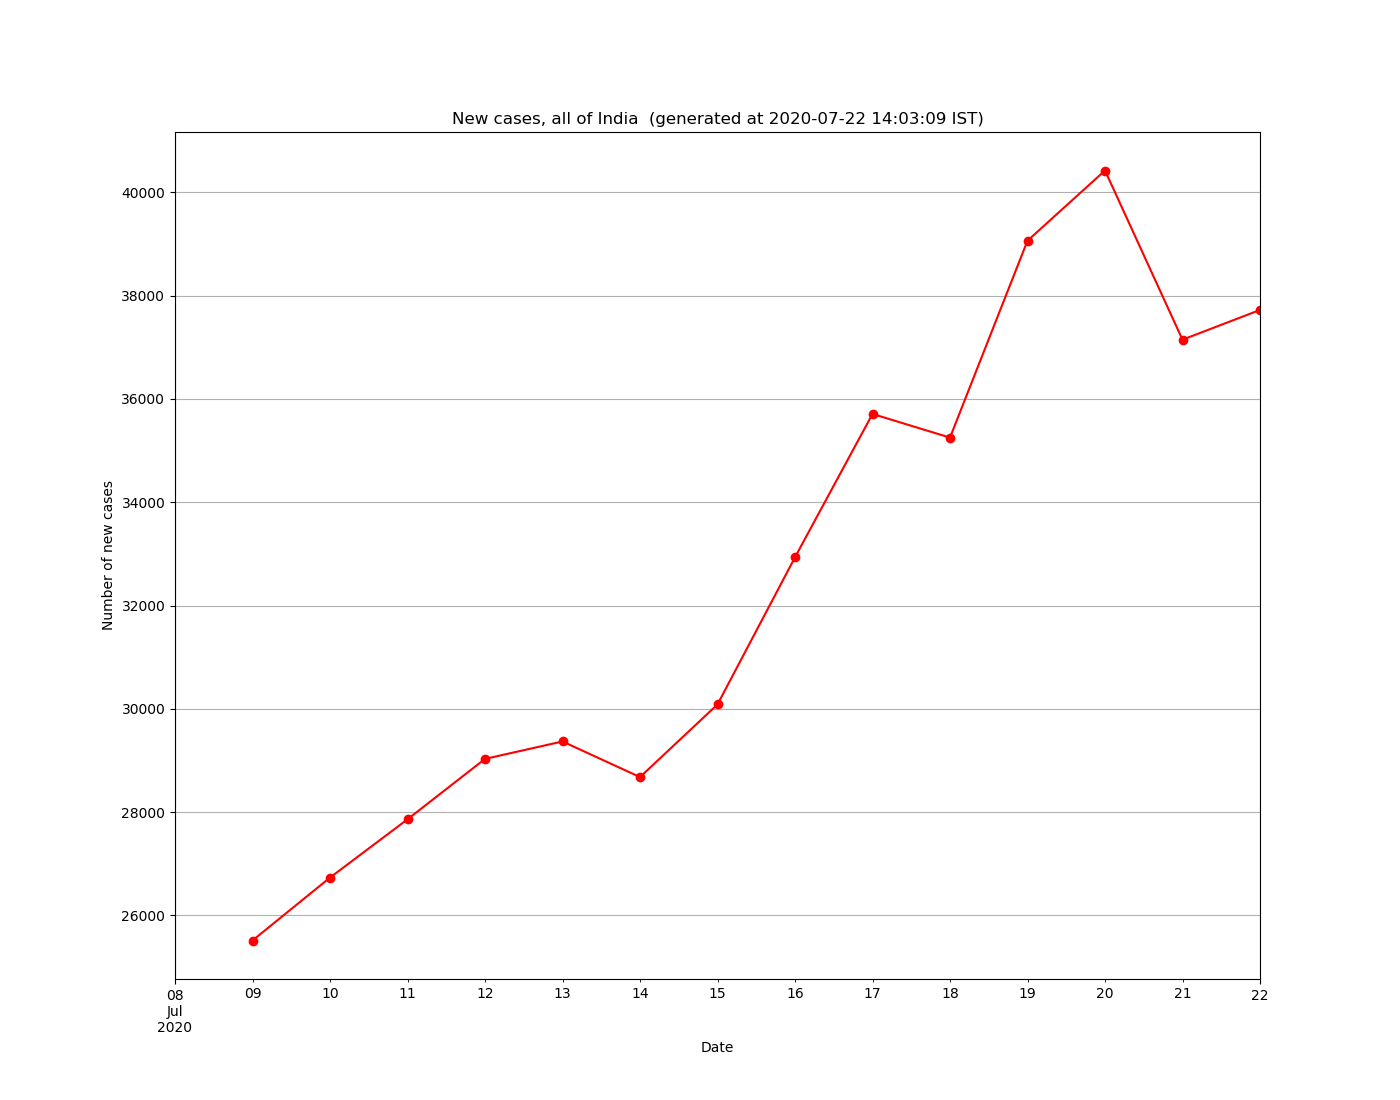 New cases, all of India  (generated at 2020-07-22 14:03:09 IST)
40000
38000
36000
34000
32000
30000
28000
26000
Number of new cases
08 09 10 11 12 13 14 15 16 17 18 19 20 21 22
Jul
2020
Date